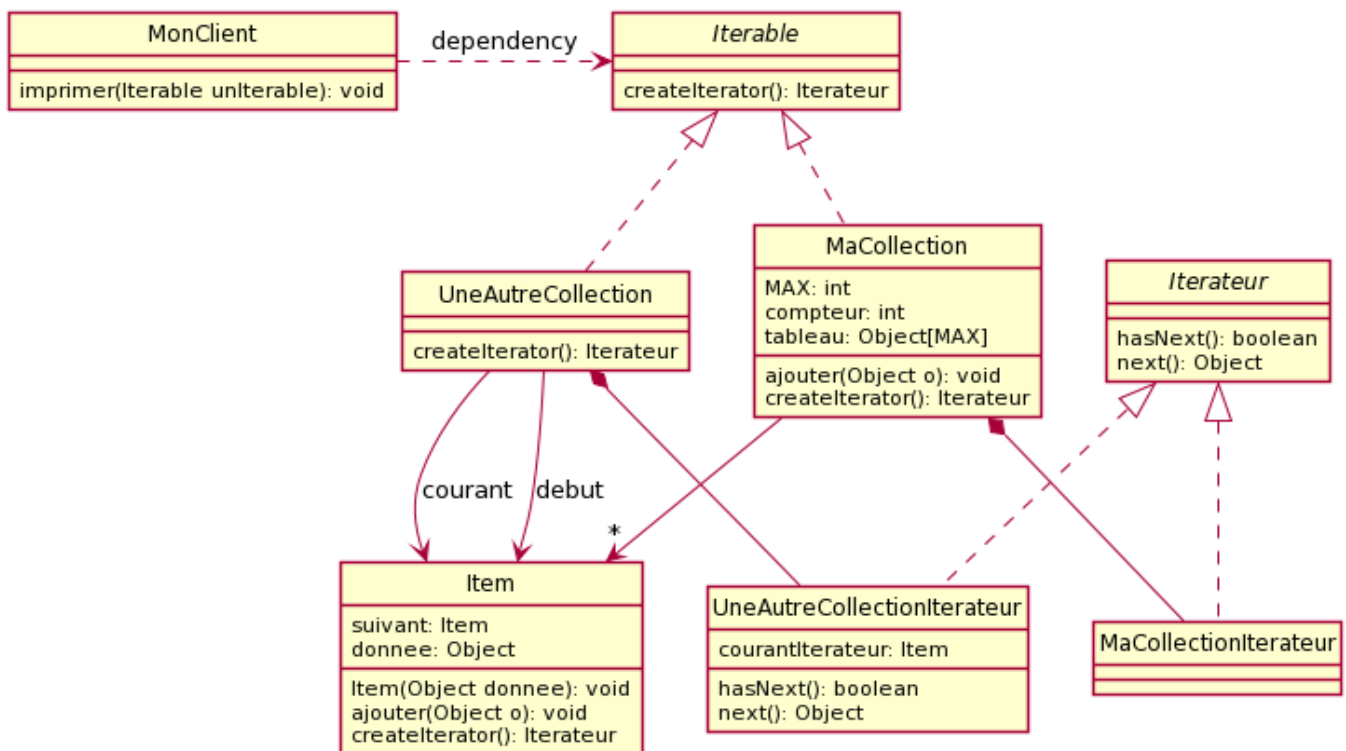 MonClient
imprimer(Iterable unIterable): void
dependency
Iterable
createIterator(): Iterateur
UneAutreCollection
createIterator(): Iterateur
MaCollection
MAX: int
compteur: int
tableau: Object[MAX]
ajouter(Object o): void
createIterator(): Iterateur
Iterateur
hasNext(): boolean
next(): Object
courant
debut
*
Item
suivant: Item
donnee: Object
Item(Object donnee): void
ajouter(Object o): void
createIterator(): Iterateur
UneAutreCollectionIterateur
courantIterateur: Item
hasNext(): boolean
next(): Object
MaCollectionIterateur